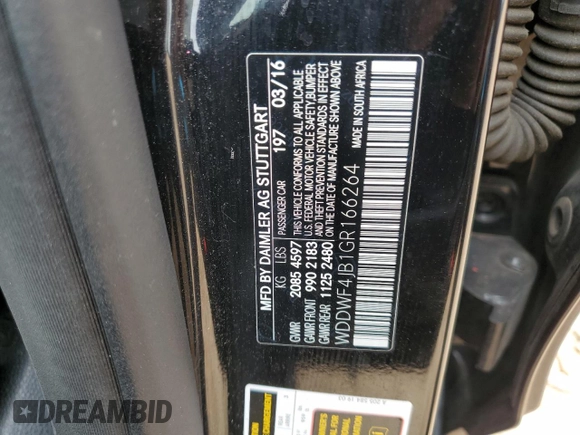 MFD BY DAIMLER AG STUTTGART
PASSENGER CAR 197 03/16
KG LBS
GVWR 2085 4597
GAWR FRONT 990 2183
GAWR REAR 1125 2480
THIS VEHICLE CONFORMS TO ALL APPLICABLE
U.S. FEDERAL MOTOR VEHICLE SAFETY, BUMPER
AND THEFT PREVENTION STANDARDS IN EFFECT
ON THE DATE OF MANUFACTURE SHOWN ABOVE
WDDWF4JB1GR166264
MADE IN SOUTH AFRICA
DREAMBID